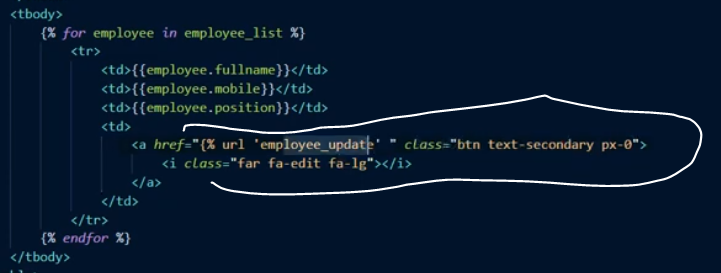 <tbody>
{% for employee in employee_list %}
<tr>
<td>{{employee.fullname}}</td>
<td>{{employee.mobile}}</td>
<td>{{employee.position}}</td>
<td>
<a href="{% url 'employee_update' " class="btn text-secondary px-0">
<i class="far fa-edit fa-lg"></i>
</a>
</td>
</tr>
{% endfor %}
</tbody>